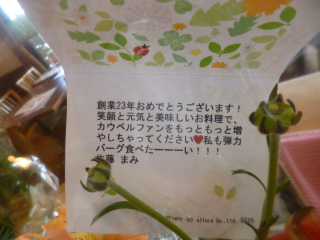 創業23年おめでとうございます！
笑顔と元気と美味しいお料理で、
カウベルファンをもっともっと増
やしちゃってください❤私も弾力
バーグ食べたーーーい！！！
佐藤 まみ